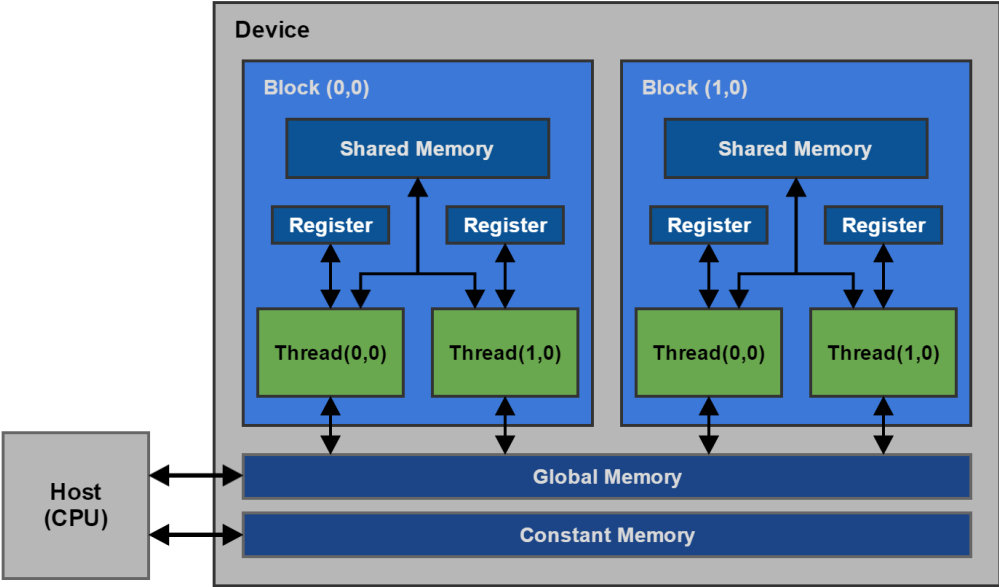 Device
Block (0,0)
Block (1,0)
Shared Memory
Shared Memory
Register
Register
Register
Register
Thread(0,0)
Thread(1,0)
Thread(0,0)
Thread(1,0)
Host
(CPU)
Global Memory
Constant Memory